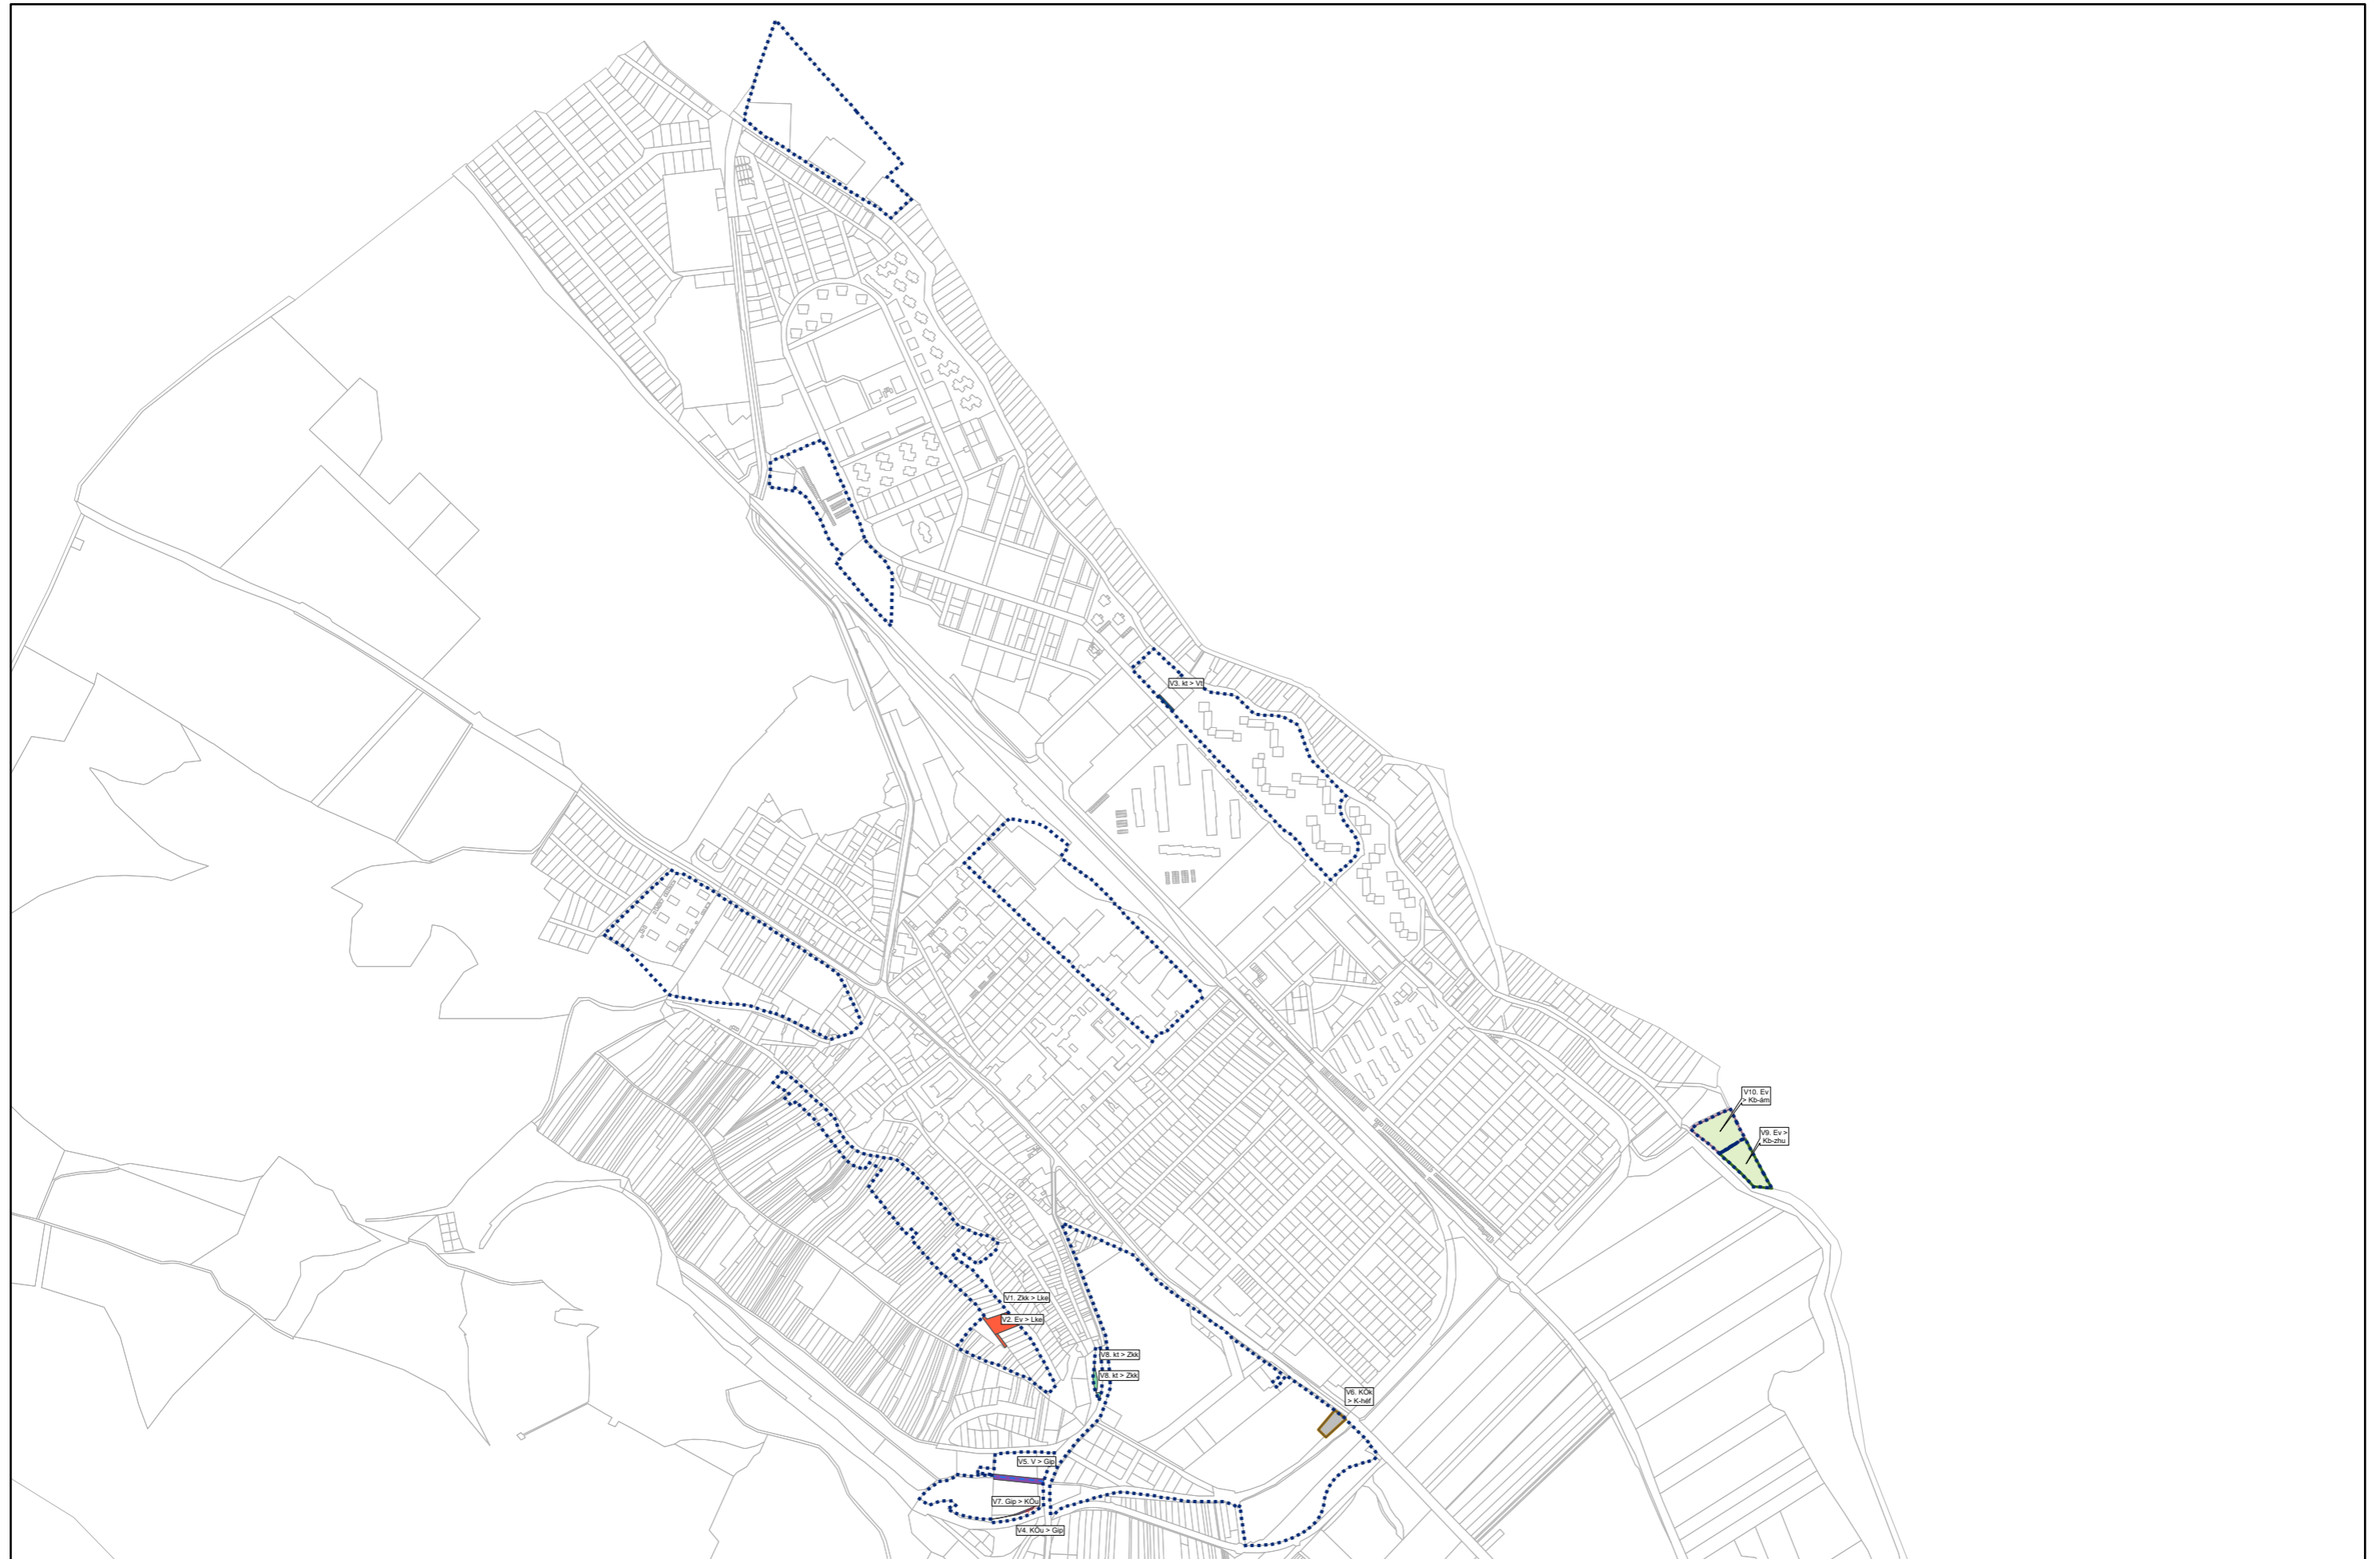 V3. kt > Vt
V10. Ev
> Kb-ám
V9. Ev >
Kb-zhu
V1. Zkk > Lke
V2. Ev > Lke
V8. kt > Zkk
V8. kt > Zkk
V6. KÖk
> K-hef
V5. V > Gip
V7. Gip > KÖu
V4. KÖu > Gip